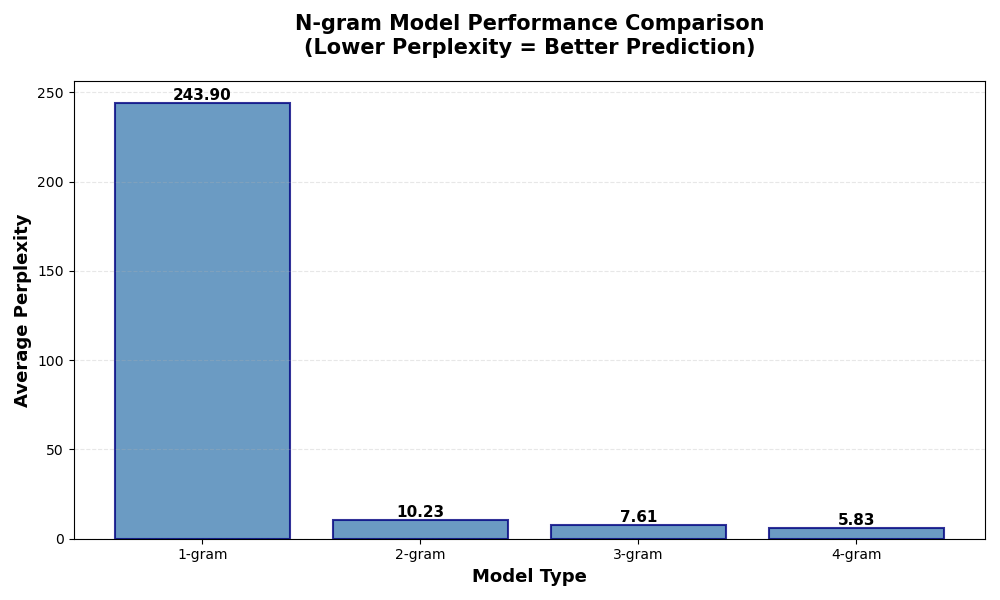 N-gram Model Performance Comparison
(Lower Perplexity = Better Prediction)
Average Perplexity
250
200
150
100
50
0
243.90
10.23
7.61
5.83
1-gram
2-gram
3-gram
4-gram
Model Type